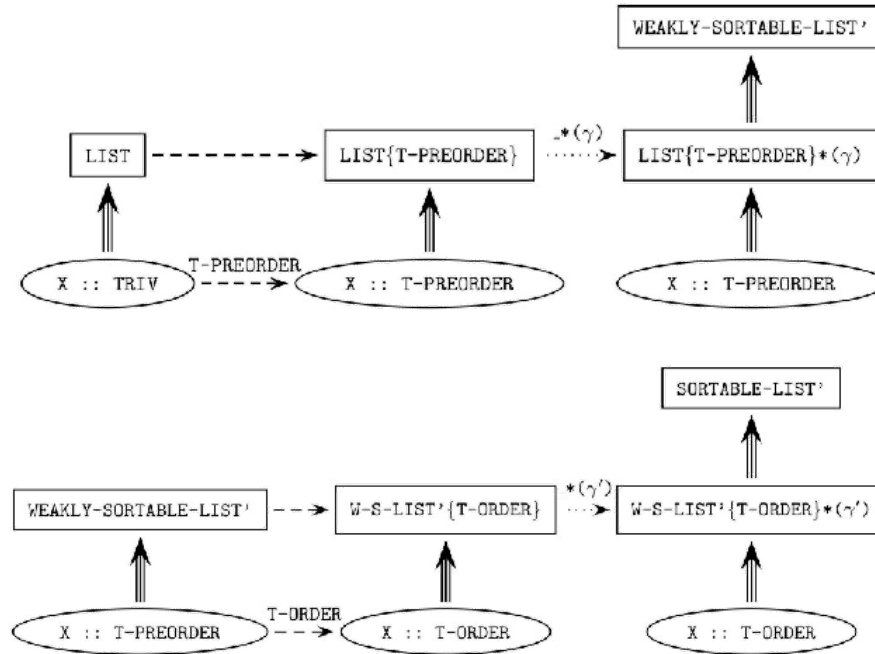 WEAKLY-SORTABLE-LIST'
_*(γ)
LIST
LIST{T-PREORDER}
LIST{T-PREORDER}*(γ)
T-PREORDER
X :: TRIV
X :: T-PREORDER
X :: T-PREORDER
SORTABLE-LIST'
*(γ')
WEAKLY-SORTABLE-LIST'
W-S-LIST'{T-ORDER}
W-S-LIST'{T-ORDER}*(γ')
T-ORDER
X :: T-PREORDER
X :: T-ORDER
X :: T-ORDER